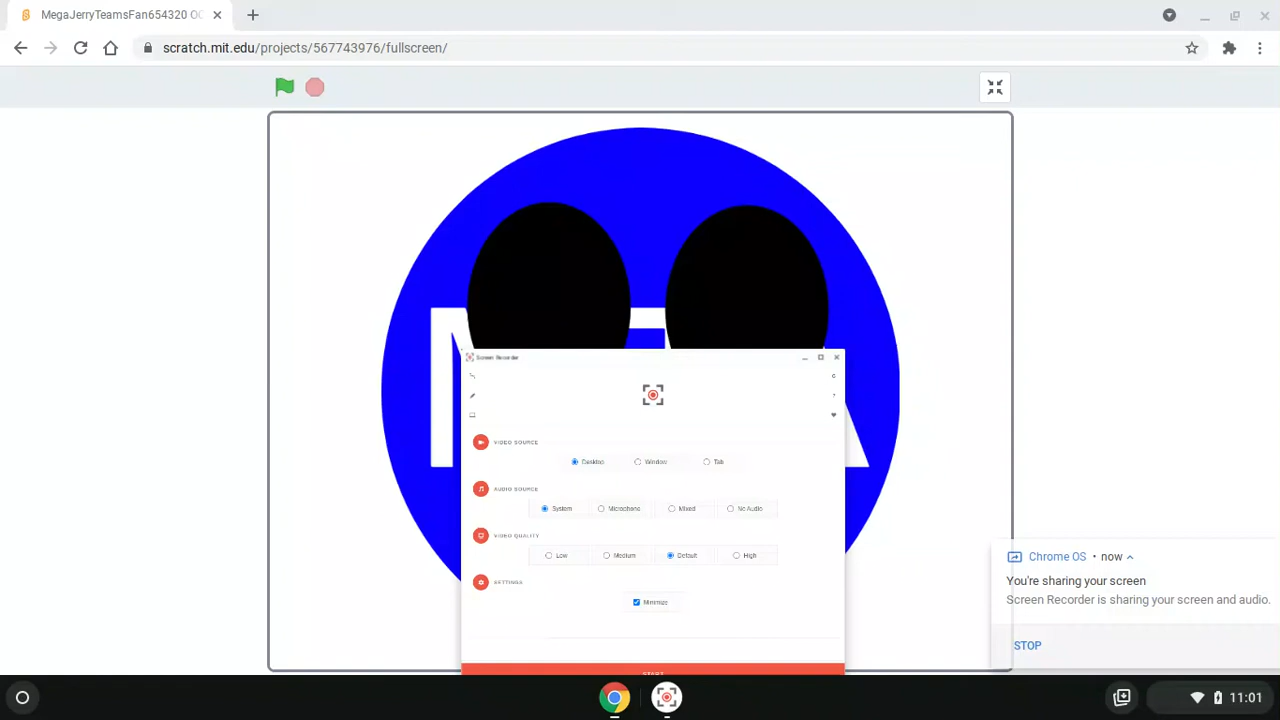 MegaJerryTeamsFan654320 OC
scratch.mit.edu/projects/567743976/fullscreen/
Screen Recorder
VIDEO SOURCE
Desktop Window Tab
AUDIO SOURCE
System Microphone Mixed No Audio
VIDEO QUALITY
Low Medium Default High
SETTINGS
Minimize
START
Chrome OS • now
You're sharing your screen
Screen Recorder is sharing your screen and audio.
STOP
11:01